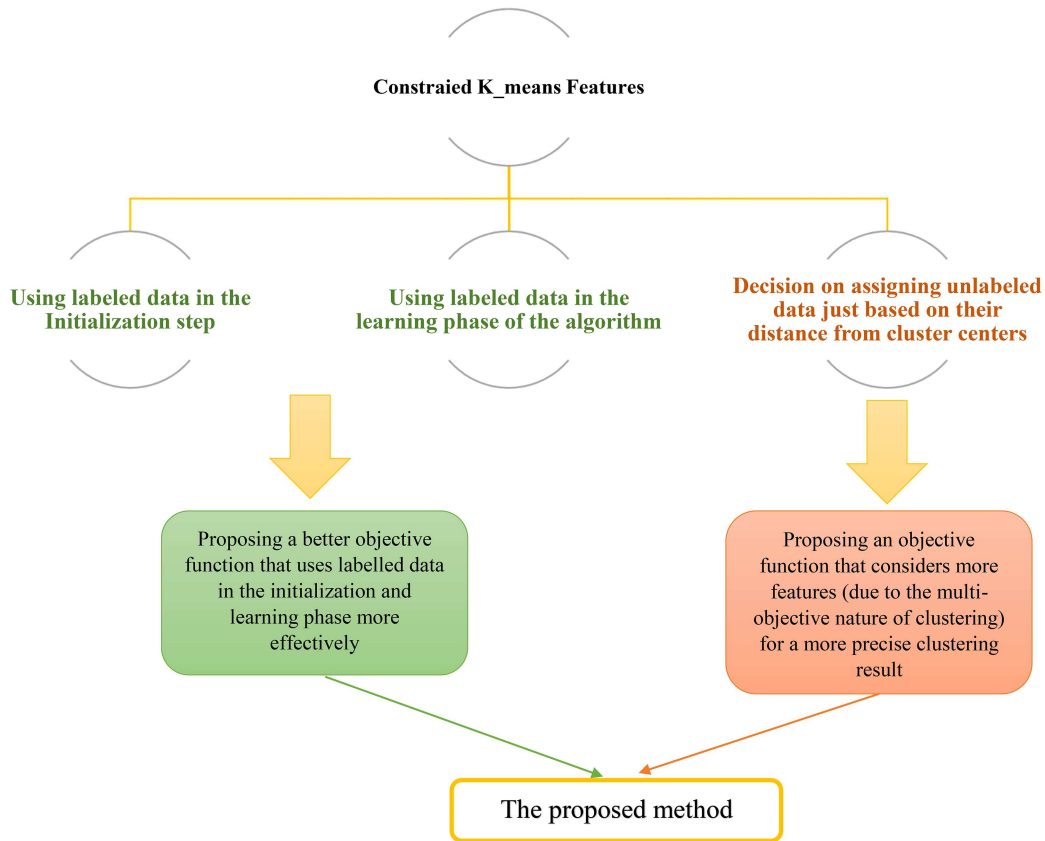 Constraied K_means Features
Using labeled data in the
Initialization step
Using labeled data in the
learning phase of the algorithm
Decision on assigning unlabeled
data just based on their
distance from cluster centers
Proposing a better objective
function that uses labelled data
in the initialization and
learning phase more
effectively
Proposing an objective
function that considers more
features (due to the multi-
objective nature of clustering)
for a more precise clustering
result
The proposed method